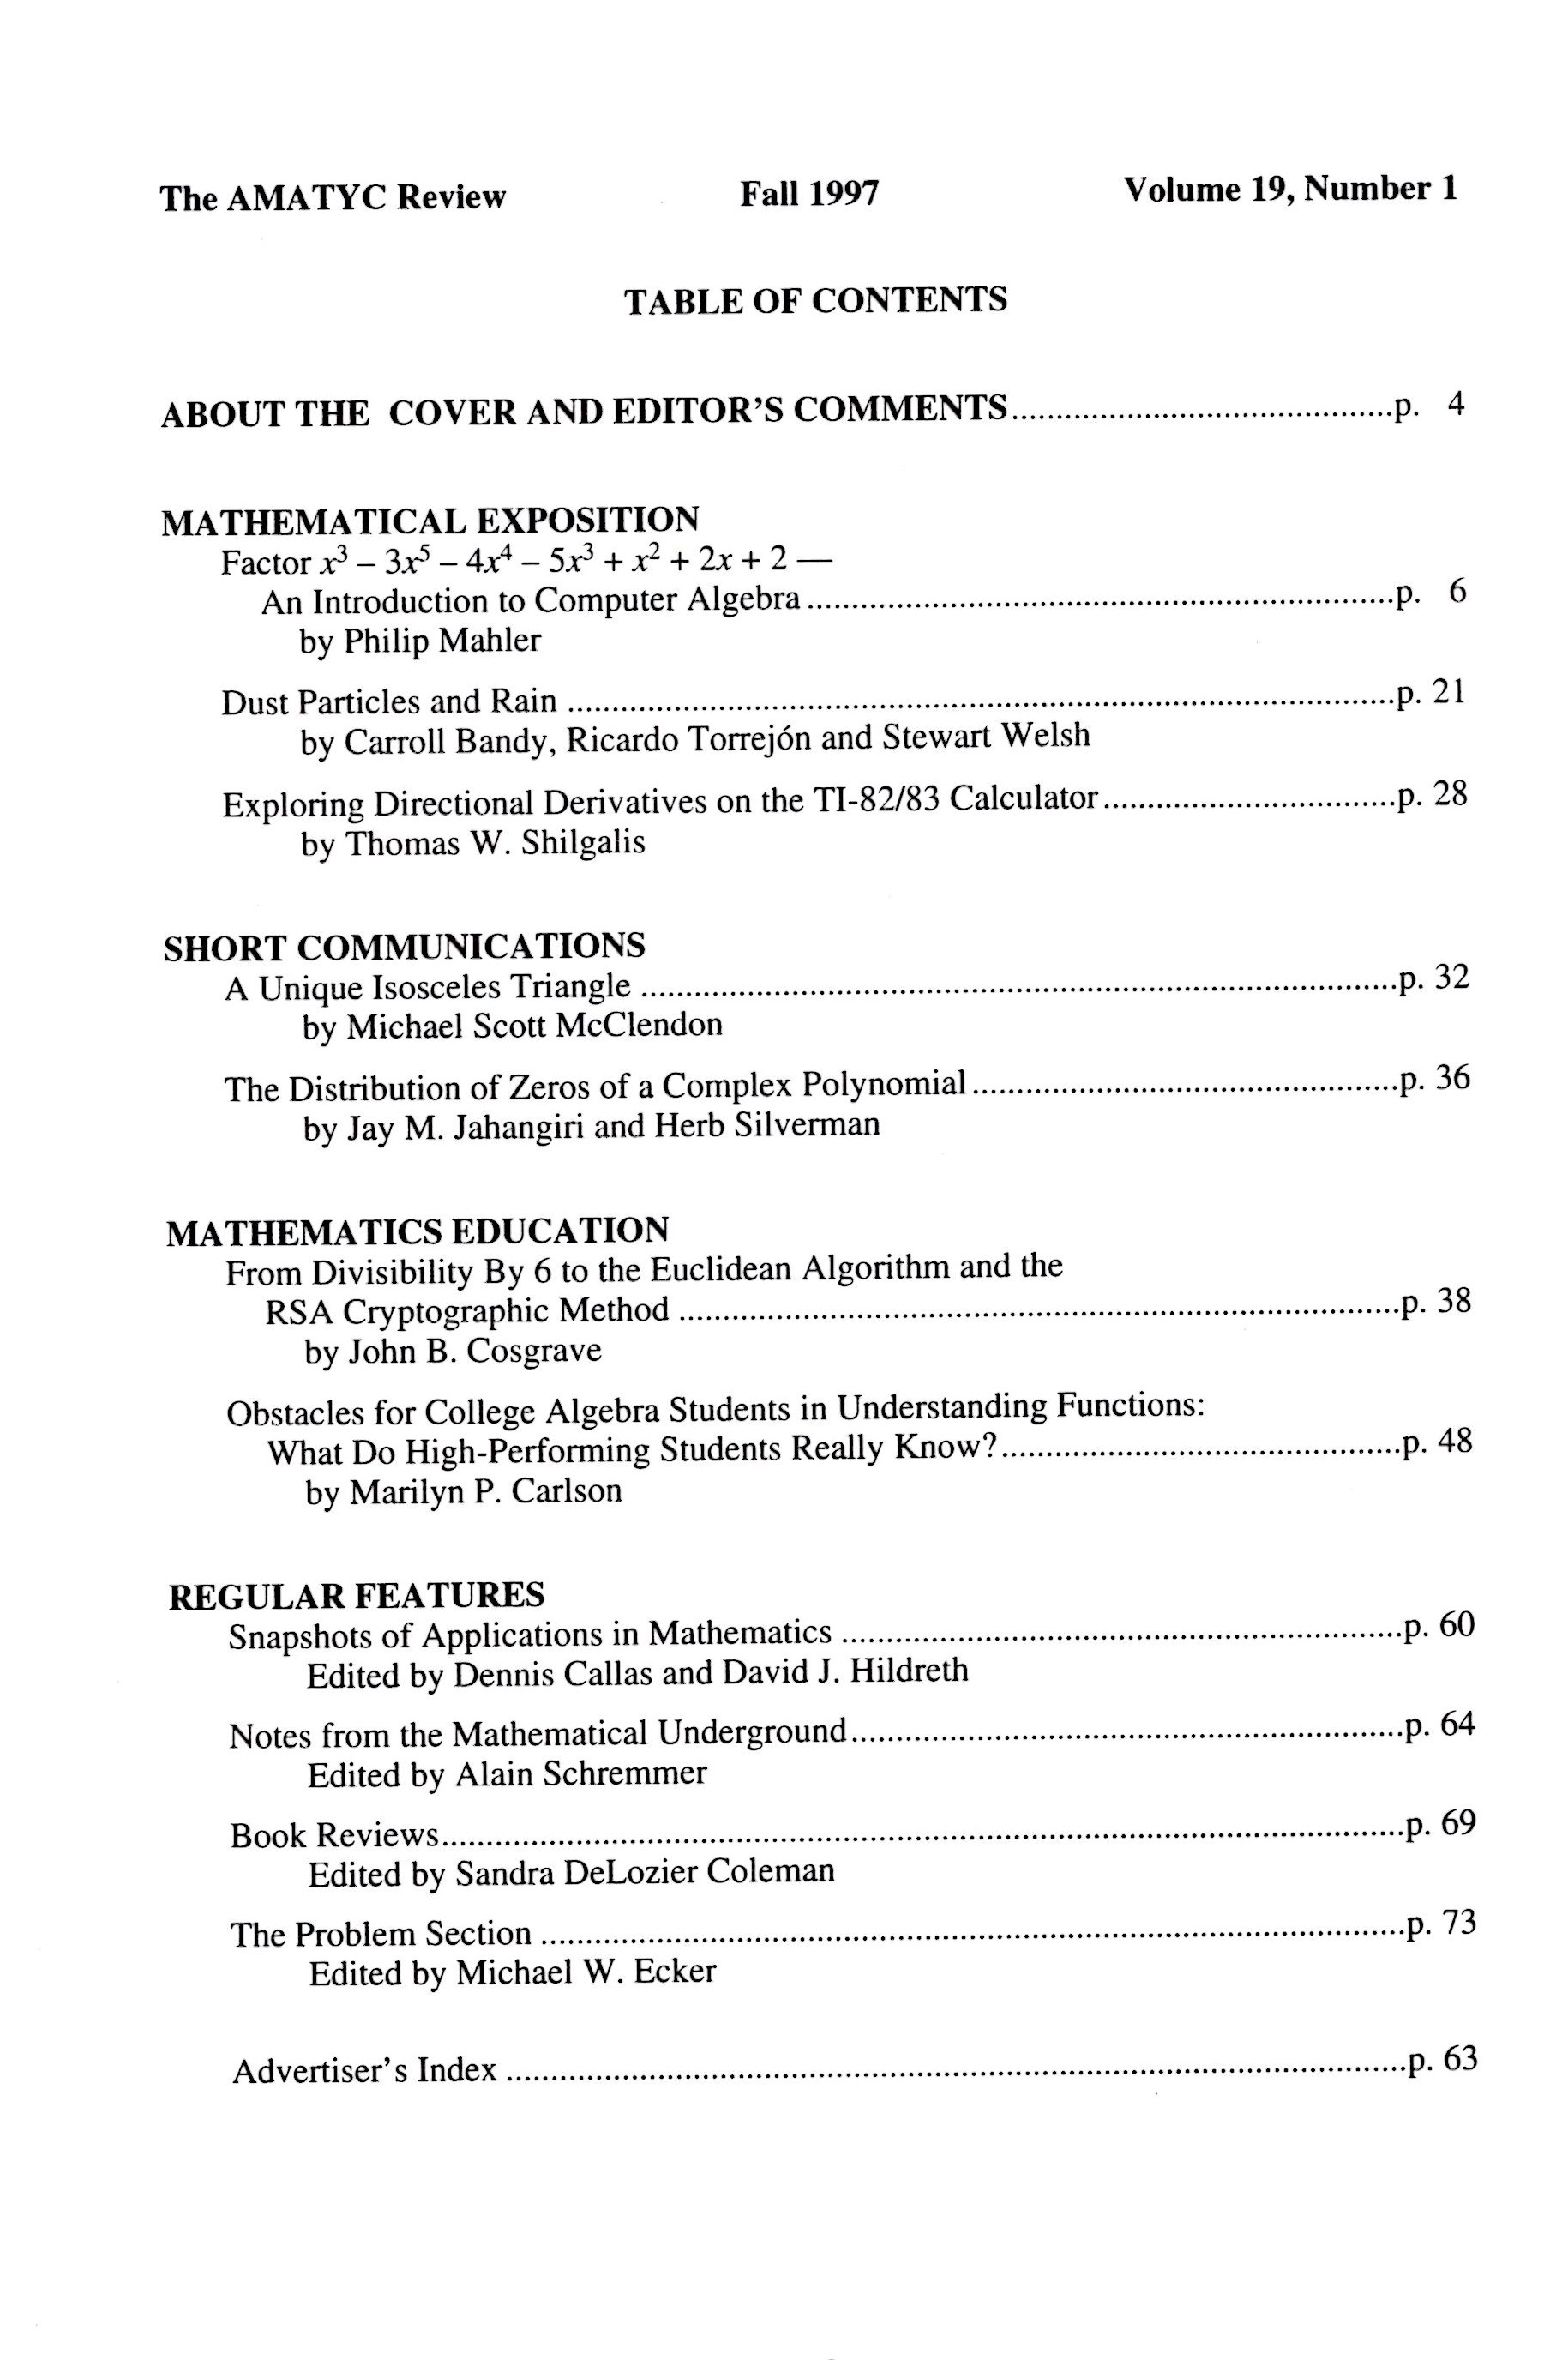 The AMATYC Review Fall 1997 Volume 19, Number 1
TABLE OF CONTENTS
ABOUT THE COVER AND EDITOR'S COMMENTS........................................p. 4
MATHEMATICAL EXPOSITION
Factor x³ – 3x⁵ – 4x⁴ – 5x³ + x² + 2x + 2 —
An Introduction to Computer Algebra ................................................................p. 6
by Philip Mahler
Dust Particles and Rain ..........................................................................................p. 21
by Carroll Bandy, Ricardo Torrejón and Stewart Welsh
Exploring Directional Derivatives on the TI-82/83 Calculator................................p. 28
by Thomas W. Shilgalis
SHORT COMMUNICATIONS
A Unique Isosceles Triangle ..................................................................................p. 32
by Michael Scott McClendon
The Distribution of Zeros of a Complex Polynomial..............................................p. 36
by Jay M. Jahangiri and Herb Silverman
MATHEMATICS EDUCATION
From Divisibility By 6 to the Euclidean Algorithm and the
RSA Cryptographic Method ..............................................................................p. 38
by John B. Cosgrave
Obstacles for College Algebra Students in Understanding Functions:
What Do High-Performing Students Really Know?...........................................p. 48
by Marilyn P. Carlson
REGULAR FEATURES
Snapshots of Applications in Mathematics .............................................................p. 60
Edited by Dennis Callas and David J. Hildreth
Notes from the Mathematical Underground............................................................p. 64
Edited by Alain Schremmer
Book Reviews.........................................................................................................p. 69
Edited by Sandra DeLozier Coleman
The Problem Section ..............................................................................................p. 73
Edited by Michael W. Ecker
Advertiser's Index ..................................................................................................p. 63